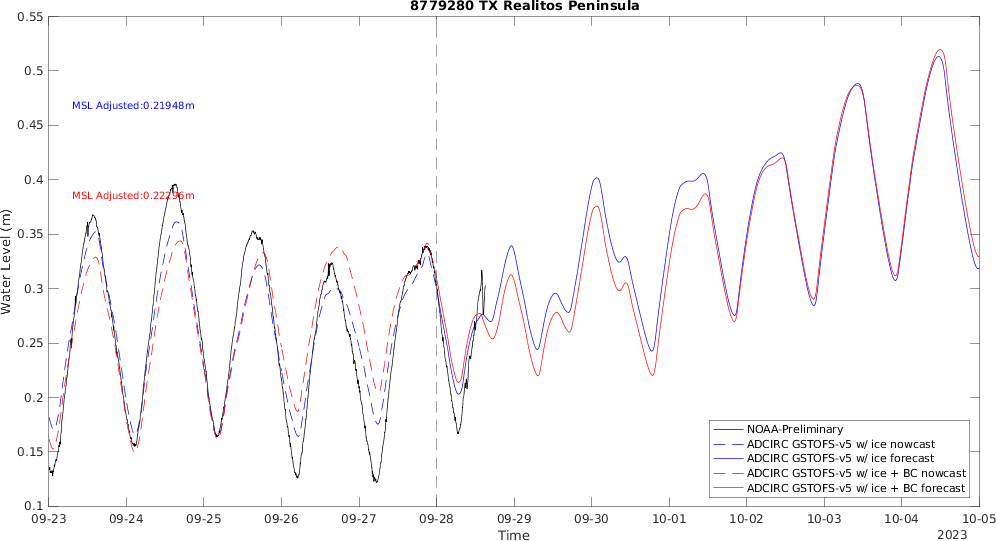 8779280 TX Realitos Peninsula
0.55
0.5
0.45
0.4
0.35
0.3
0.25
0.2
0.15
0.1
Water Level (m)
MSL Adjusted:0.21948m
MSL Adjusted:0.22296m
NOAA-Preliminary
ADCIRC GSTOFS-v5 w/ ice nowcast
ADCIRC GSTOFS-v5 w/ ice forecast
ADCIRC GSTOFS-v5 w/ ice + BC nowcast
ADCIRC GSTOFS-v5 w/ ice + BC forecast
09-23 09-24 09-25 09-26 09-27 09-28 09-29 09-30 10-01 10-02 10-03 10-04 10-05
Time
2023